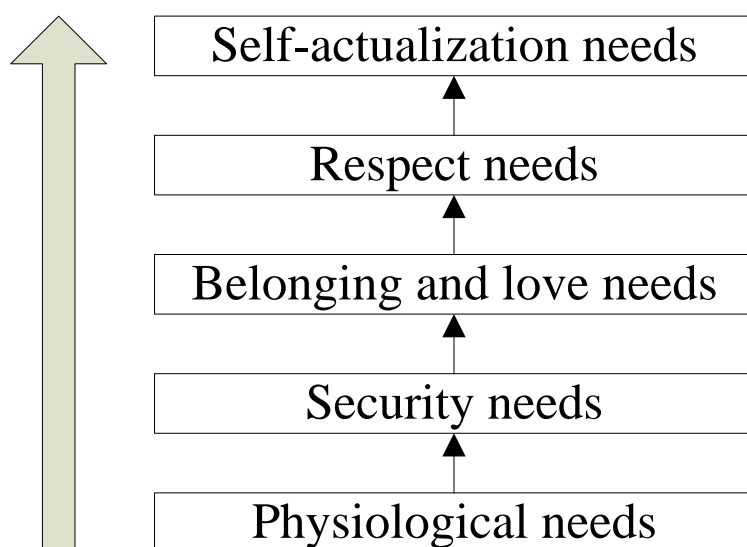 Self-actualization needs
Respect needs
Belonging and love needs
Security needs
Physiological needs